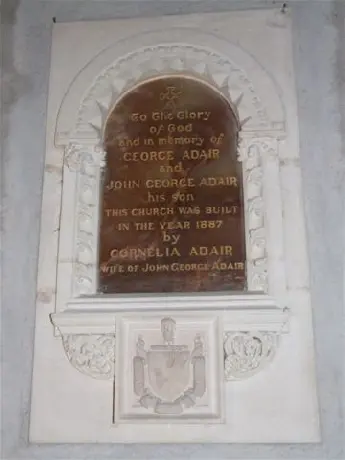 To The Glory
of God
and in memory of
GEORGE ADAIR
and
JOHN GEORGE ADAIR
his son
THIS CHURCH WAS BUILT
IN THE YEAR 1887
by
CORNELIA ADAIR
WIFE OF JOHN GEORGE ADAIR